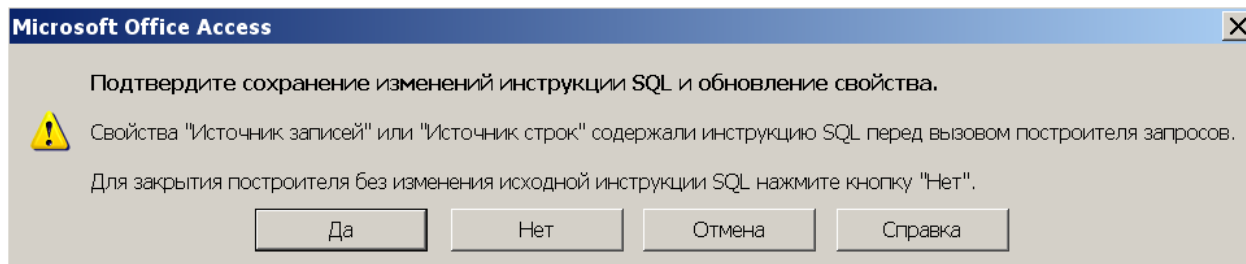 Microsoft Office Access
Подтвердите сохранение изменений инструкции SQL и обновление свойства.
Свойства "Источник записей" или "Источник строк" содержали инструкцию SQL перед вызовом построителя запросов.
Для закрытия построителя без изменения исходной инструкции SQL нажмите кнопку "Нет".
Да Нет Отмена Справка